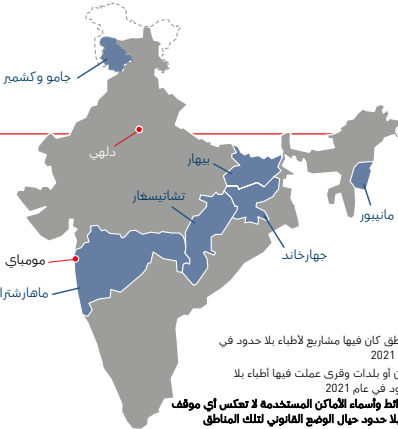 جامو وكشمير
دلهي
بيهار
تشاتيسغار
مانيبور
جهارخاند
مومباي
ماهارشترا
طق كان فيها مشاريع لأطباء بلا حدود في
2021
ن أو بلدات وقرى عملت فيها أطباء بلا
ود في عام 2021
ائط وأسماء الأماكن المستخدمة لا تعكس أي موقف
بلا حدود حيال الوضع القانوني لتلك المناطق